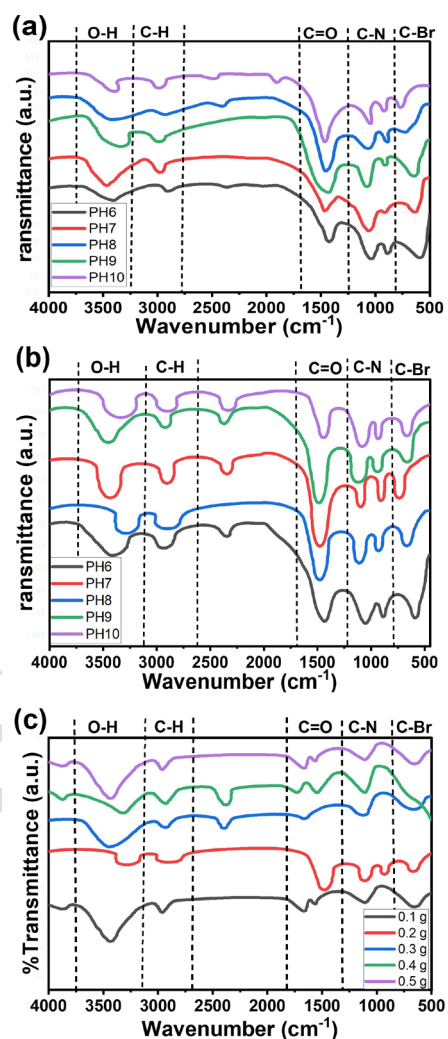 (a)
O-H C-H C=O C-N C-Br
ransmittance (a.u.)
PH6
PH7
PH8
PH9
PH10
4000 3500 3000 2500 2000 1500 1000 500
Wavenumber (cm⁻¹)
(b)
O-H C-H C=O C-N C-Br
ransmittance (a.u.)
PH6
PH7
PH8
PH9
PH10
4000 3500 3000 2500 2000 1500 1000 500
Wavenumber (cm⁻¹)
(c)
O-H C-H C=O C-N C-Br
%Transmittance (a.u.)
0.1 g
0.2 g
0.3 g
0.4 g
0.5 g
4000 3500 3000 2500 2000 1500 1000 500
Wavenumber (cm⁻¹)